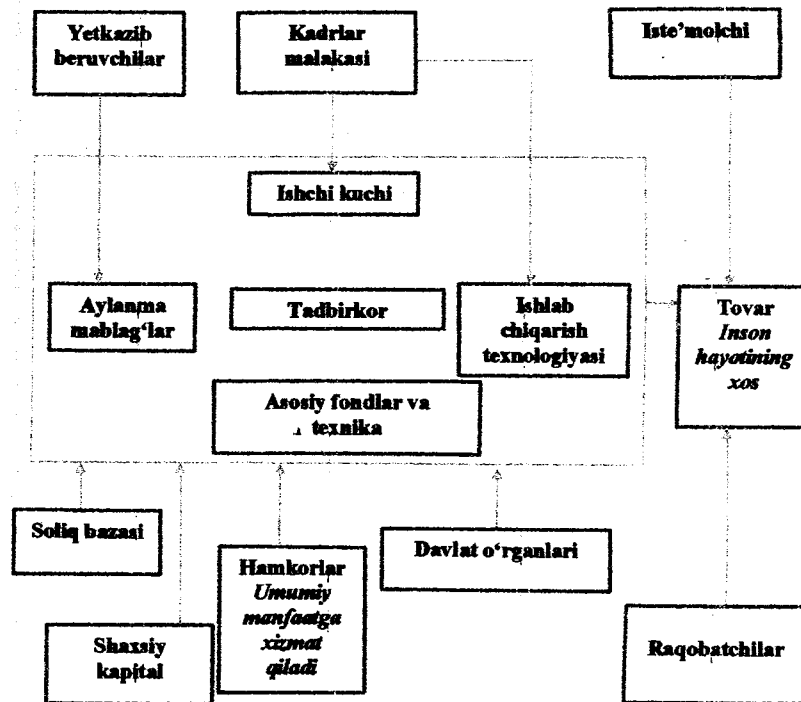 Yetkazib
beruvchilar
Kadrlar
malakasi
Iste’molchi
Ishchi kuchi
Aylanma
mablag‘lar
Tadbirkor
Ishlab
chiqarish
texnologiyasi
Tovar
Inson
hayotining
xos
Asosiy fondlar va
texnika
Soliq bazasi
Hamkorlar
Umumiy
manfaatga
xizmat
qiladi
Davlat o‘rganlari
Shaxsiy
kapital
Raqobatchilar